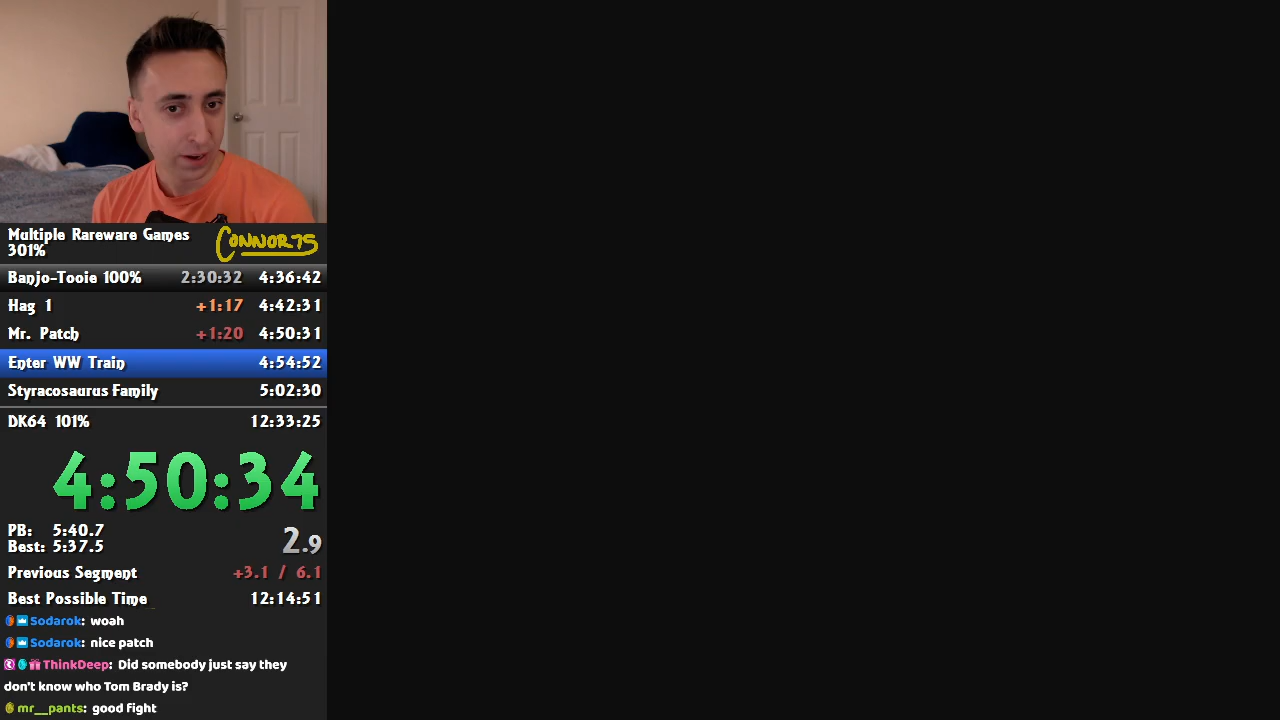 Multiple Rareware Games
301%
CONNOR75
Banjo-Tooie 100% 2:30:32 4:36:42
Hag 1 +1:17 4:42:31
Mr. Patch +1:20 4:50:31
Enter WW Train 4:54:52
Styracosaurus Family 5:02:30
DK64 101% 12:33:25
4:50:34
PB: 5:40.7
Best: 5:37.5
2.9
Previous Segment +3.1 / 6.1
Best Possible Time 12:14:51
Sodarok: woah
Sodarok: nice patch
ThinkDeep: Did somebody just say they
don't know who Tom Brady is?
mr__pants: good fight